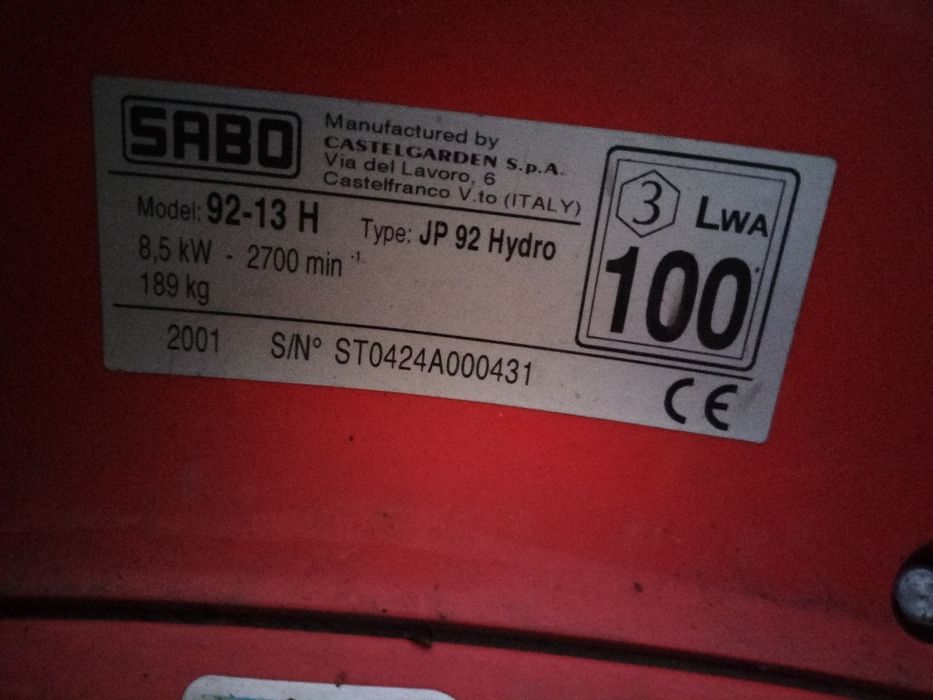 SABO
Manufactured by
CASTELGARDEN S.p.A.
Via del Lavoro, 6
Castelfranco V.to (ITALY)
Model: 92-13 H Type: JP 92 Hydro
8,5 kW - 2700 min -1
189 kg
3 LWA
100
2001 S/N° ST0424A000431
CE